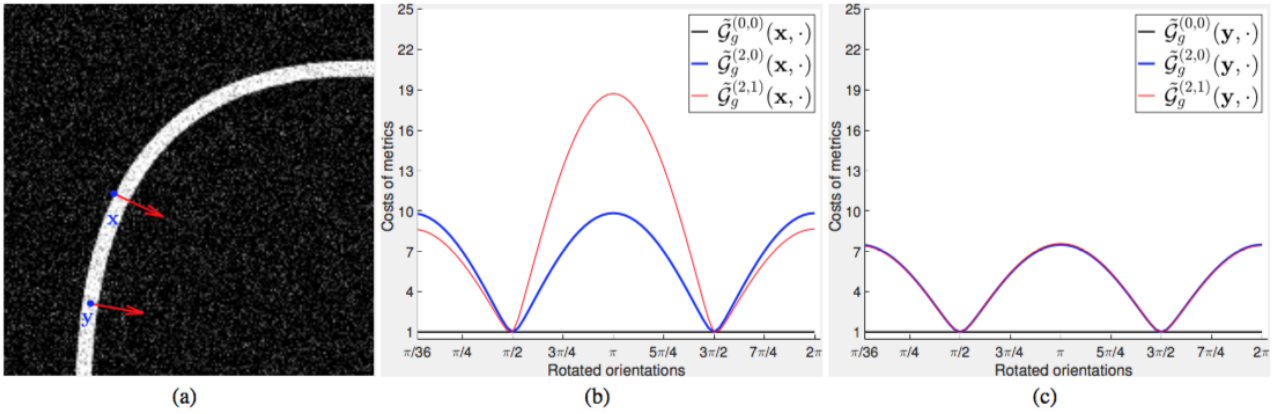 x
y
(a)
25
22
19
16
13
10
7
4
1
Costs of metrics
π/36 π/4 π/2 3π/4 π 5π/4 3π/2 7π/4 2π
Rotated orientations
𝒢̃_g^(0,0)(x, ·)
𝒢̃_g^(2,0)(x, ·)
𝒢̃_g^(2,1)(x, ·)
(b)
25
22
19
16
13
10
7
4
1
Costs of metrics
π/36 π/4 π/2 3π/4 π 5π/4 3π/2 7π/4 2π
Rotated orientations
𝒢̃_g^(0,0)(y, ·)
𝒢̃_g^(2,0)(y, ·)
𝒢̃_g^(2,1)(y, ·)
(c)